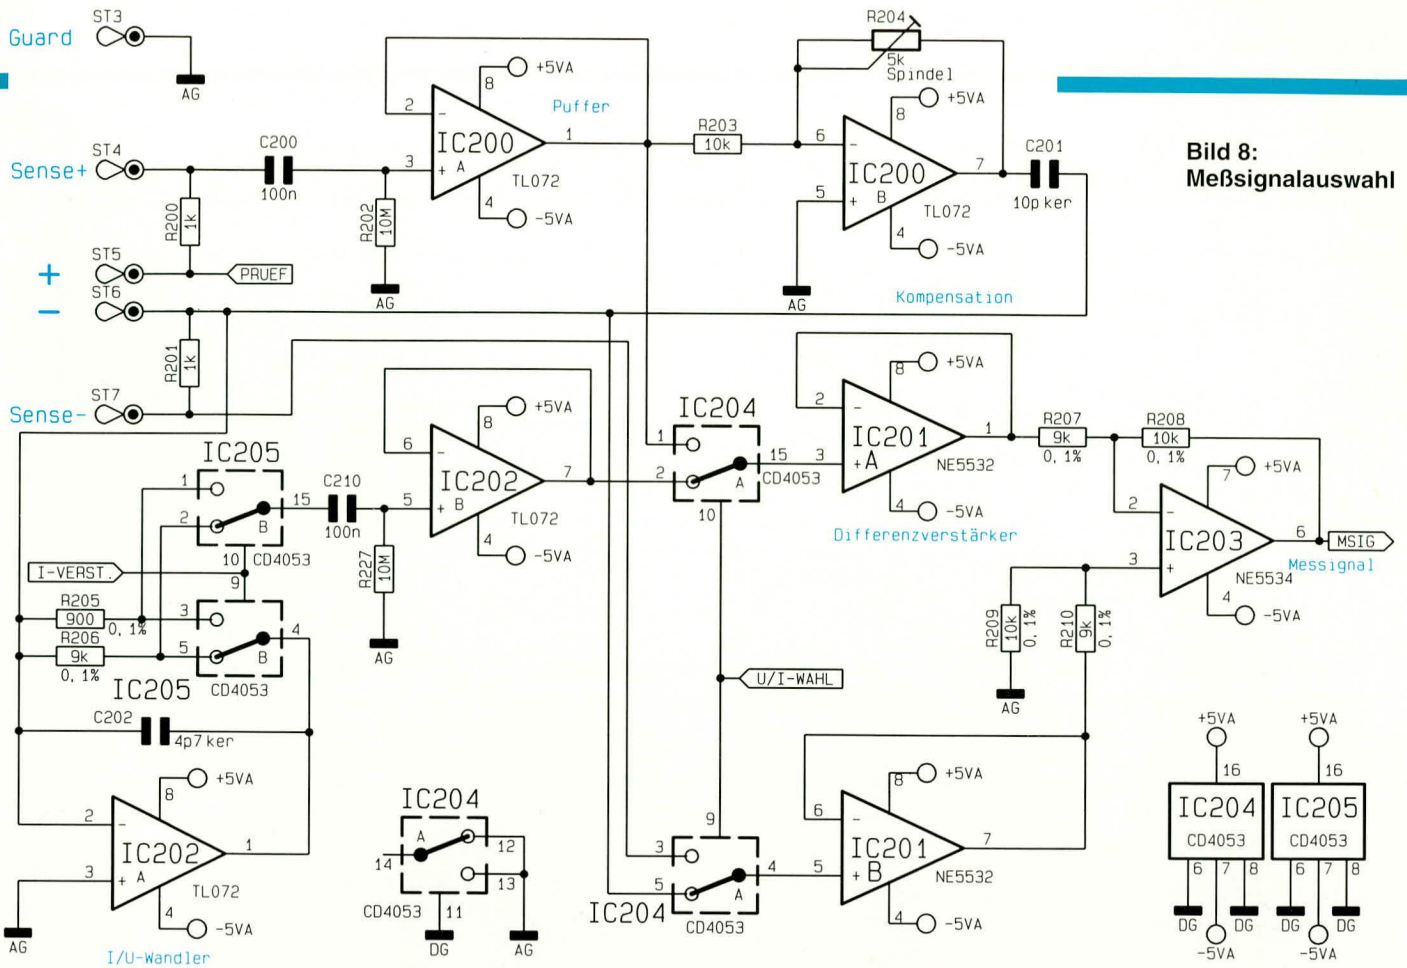 ST3
Guard
AG
ST4
Sense+
C200
100n
R200
1k
R202
10M
AG
2
3
-
+
IC200
A
TL072
8
+5VA
4
-5VA
1
Puffer
R203
10k
R204
5k
Spindel
6
5
-
+
IC200
B
TL072
8
+5VA
4
-5VA
7
C201
10p ker
AG
Kompensation
Bild 8:
Meßsignalauswahl
+
ST5
PRUEF
-
ST6
R201
1k
ST7
Sense-
IC205
1
2
15
B
10
CD4053
I-VERST.
9
R205
900
0, 1%
R206
9k
0, 1%
3
5
4
B
IC205
CD4053
C210
100n
R227
10M
AG
6
5
-
+
IC202
B
TL072
8
+5VA
4
-5VA
7
IC204
1
2
15
A
CD4053
10
2
3
-
+
IC201
A
NE5532
8
+5VA
4
-5VA
1
Differenzverstärker
R207
9k
0, 1%
R208
10k
0, 1%
2
3
-
+
IC203
NE5534
7
+5VA
4
-5VA
6
MSIG
Messignal
R209
10k
0, 1%
R210
9k
0, 1%
AG
U/I-WAHL
C202
4p7 ker
2
3
-
+
IC202
A
TL072
8
+5VA
4
-5VA
1
AG
I/U-Wandler
IC204
A
14
12
13
CD4053
11
DG
AG
9
3
5
4
A
IC204
CD4053
6
5
-
+
IC201
B
NE5532
8
+5VA
4
-5VA
7
+5VA
16
IC204
CD4053
6
7
8
DG
DG
-5VA
+5VA
16
IC205
CD4053
6
7
8
DG
DG
-5VA